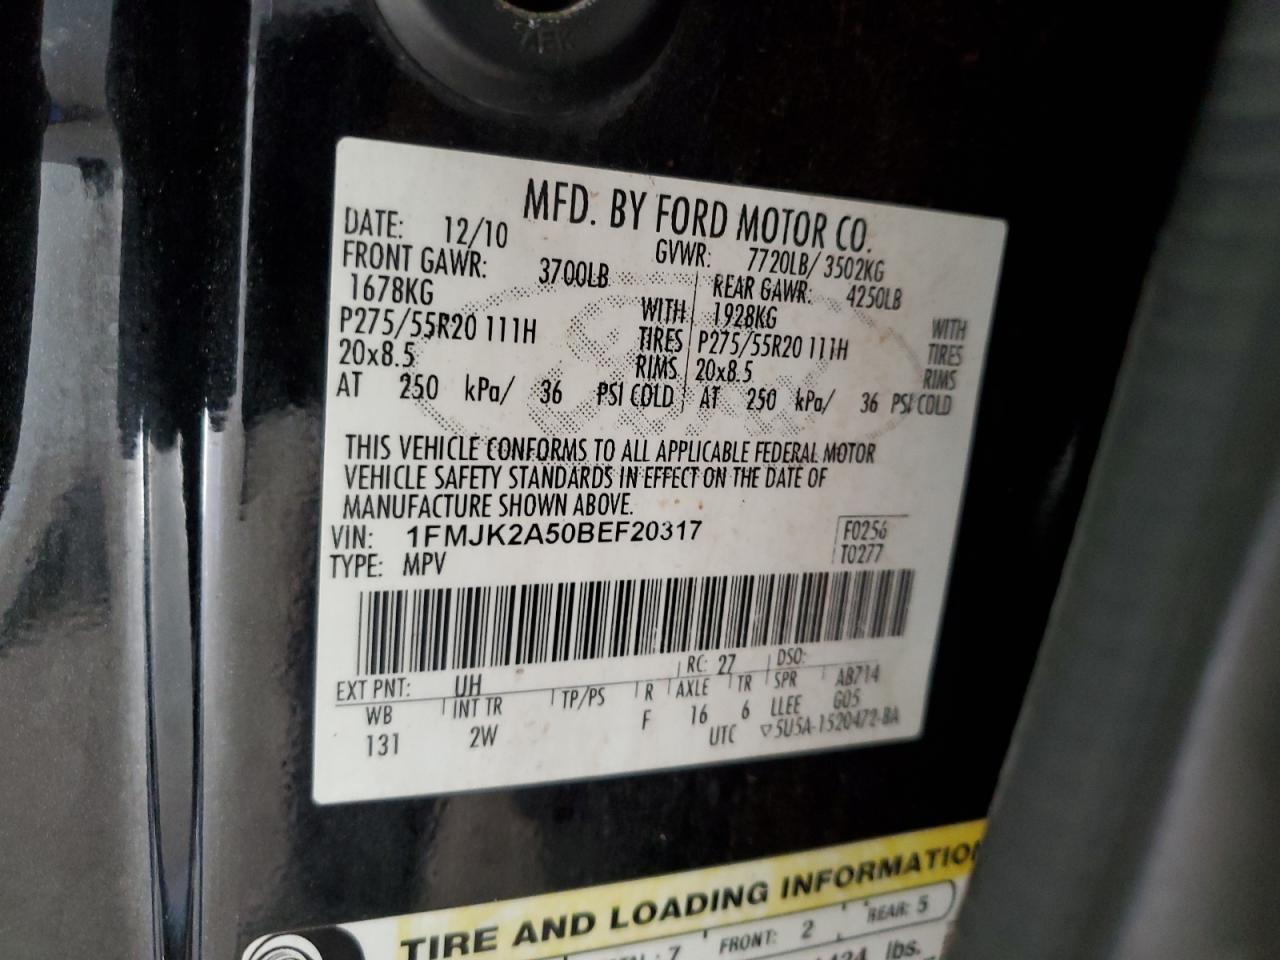 MFD. BY FORD MOTOR CO.
DATE: 12/10 GVWR: 7720LB/ 3502KG
FRONT GAWR: 3700LB REAR GAWR: 4250LB
1678KG WITH 1928KG WITH
P275/55R20 111H TIRES P275/55R20 111H TIRES
20x8.5 RIMS 20x8.5 RIMS
AT 250 kPa/ 36 PSI COLD AT 250 kPa/ 36 PSI COLD
THIS VEHICLE CONFORMS TO ALL APPLICABLE FEDERAL MOTOR
VEHICLE SAFETY STANDARDS IN EFFECT ON THE DATE OF
MANUFACTURE SHOWN ABOVE.
VIN: 1FMJK2A50BEF20317 F0256
TYPE: MPV T0277
EXT PNT: UH RC: 27 DSO:
WB INT TR TP/PS R AXLE TR SPR AB714
131 2W F 16 6 LLEE G05
UTC ▽5U5A-1520472-BA
TIRE AND LOADING INFORMATION
7 FRONT: 2 REAR: 5
lbs.